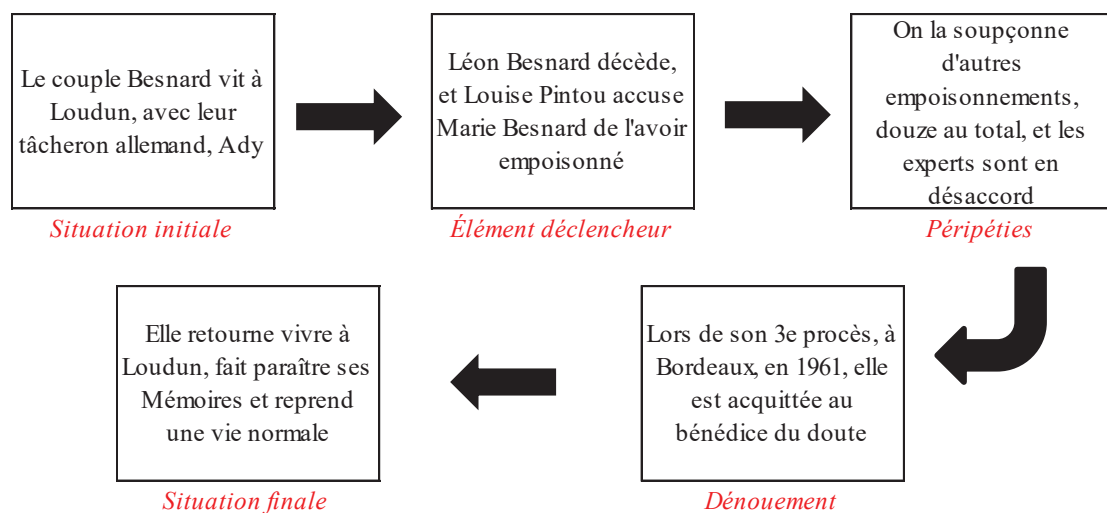 Le couple Besnard vit à
Loudun, avec leur
tâcheron allemand, Ady
Situation initiale
Léon Besnard décède,
et Louise Pintou accuse
Marie Besnard de l'avoir
empoisonné
Élément déclencheur
On la soupçonne
d'autres
empoisonnements,
douze au total, et les
experts sont en
désaccord
Péripéties
Lors de son 3e procès, à
Bordeaux, en 1961, elle
est acquittée au
bénédice du doute
Dénouement
Elle retourne vivre à
Loudun, fait paraître ses
Mémoires et reprend
une vie normale
Situation finale